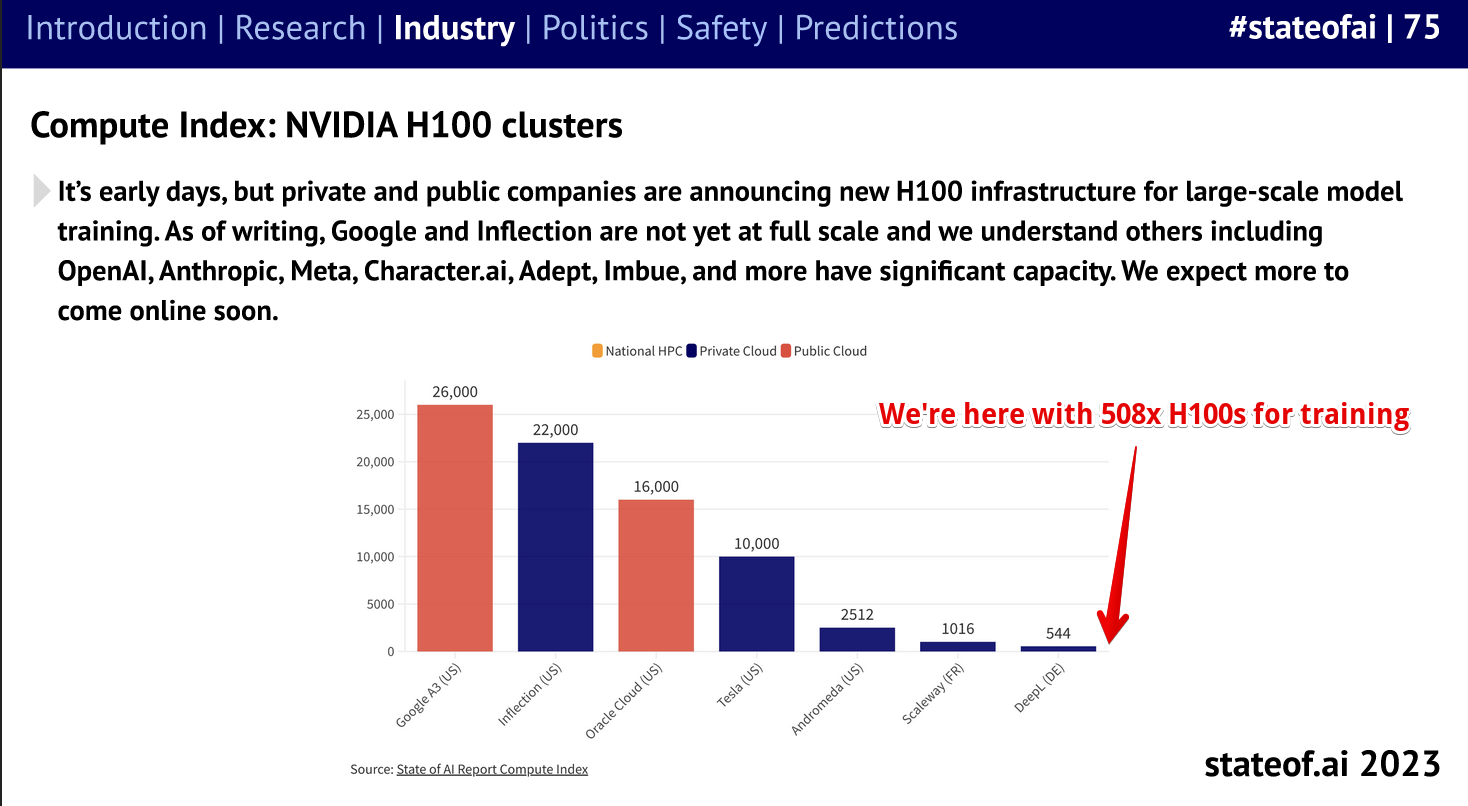 Introduction | Research | Industry | Politics | Safety | Predictions
#stateofai | 75
Compute Index: NVIDIA H100 clusters
It’s early days, but private and public companies are announcing new H100 infrastructure for large-scale model
training. As of writing, Google and Inflection are not yet at full scale and we understand others including
OpenAI, Anthropic, Meta, Character.ai, Adept, Imbue, and more have significant capacity. We expect more to
come online soon.
National HPC Private Cloud Public Cloud
We're here with 508x H100s for training
25,000
20,000
15,000
10,000
5000
0
26,000
22,000
16,000
10,000
2512
1016
544
Google A3 (US)
Inflection (US)
Oracle Cloud (US)
Tesla (US)
Andromeda (US)
Scaleway (FR)
DeepL (DE)
Source: State of AI Report Compute Index
stateof.ai 2023